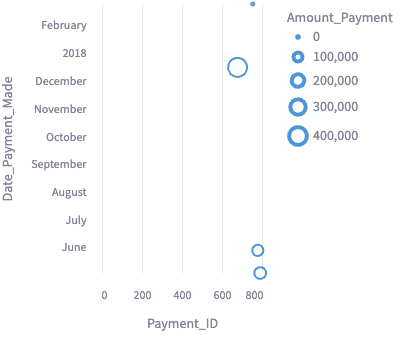 Amount_Payment
0
100,000
200,000
300,000
400,000
Date_Payment_Made
February
2018
December
November
October
September
August
July
June
0 200 400 600 800
Payment_ID